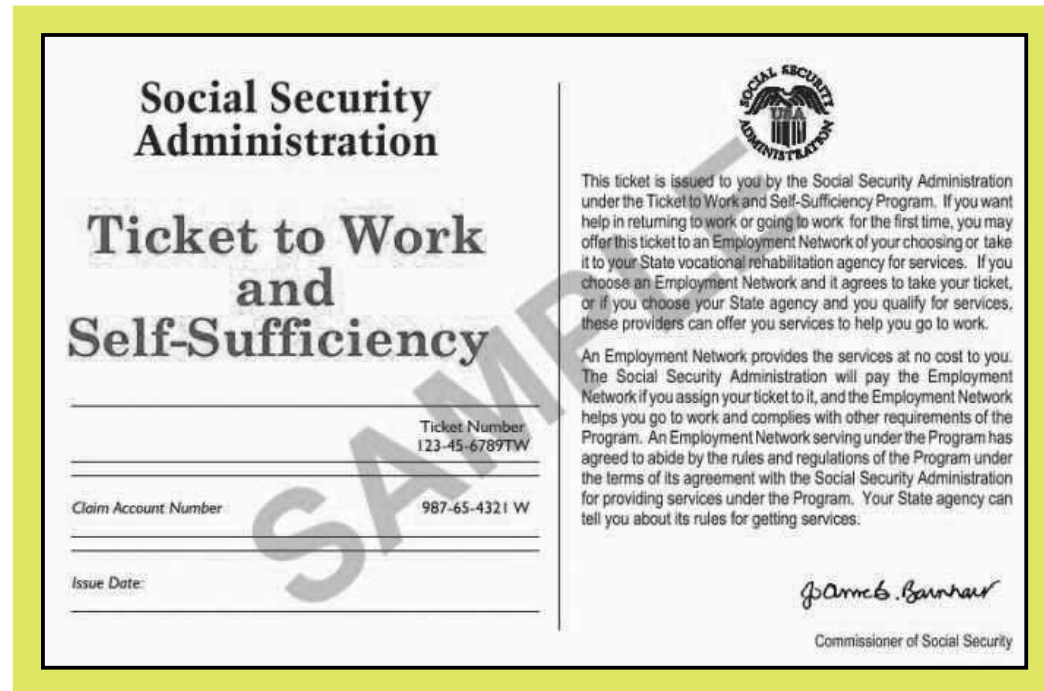 Social Security
Administration
Ticket to Work
and
Self-Sufficiency
Ticket Number
123-45-6789TW
Claim Account Number 987-65-4321 W
Issue Date:
SOCIAL SECURITY ADMINISTRATION
USA
This ticket is issued to you by the Social Security Administration
under the Ticket to Work and Self-Sufficiency Program. If you want
help in returning to work or going to work for the first time, you may
offer this ticket to an Employment Network of your choosing or take
it to your State vocational rehabilitation agency for services. If you
choose an Employment Network and it agrees to take your ticket,
or if you choose your State agency and you qualify for services,
these providers can offer you services to help you go to work.
An Employment Network provides the services at no cost to you.
The Social Security Administration will pay the Employment
Network if you assign your ticket to it, and the Employment Network
helps you go to work and complies with other requirements of the
Program. An Employment Network serving under the Program has
agreed to abide by the rules and regulations of the Program under
the terms of its agreement with the Social Security Administration
for providing services under the Program. Your State agency can
tell you about its rules for getting services.
Commissioner of Social Security
SAMPLE